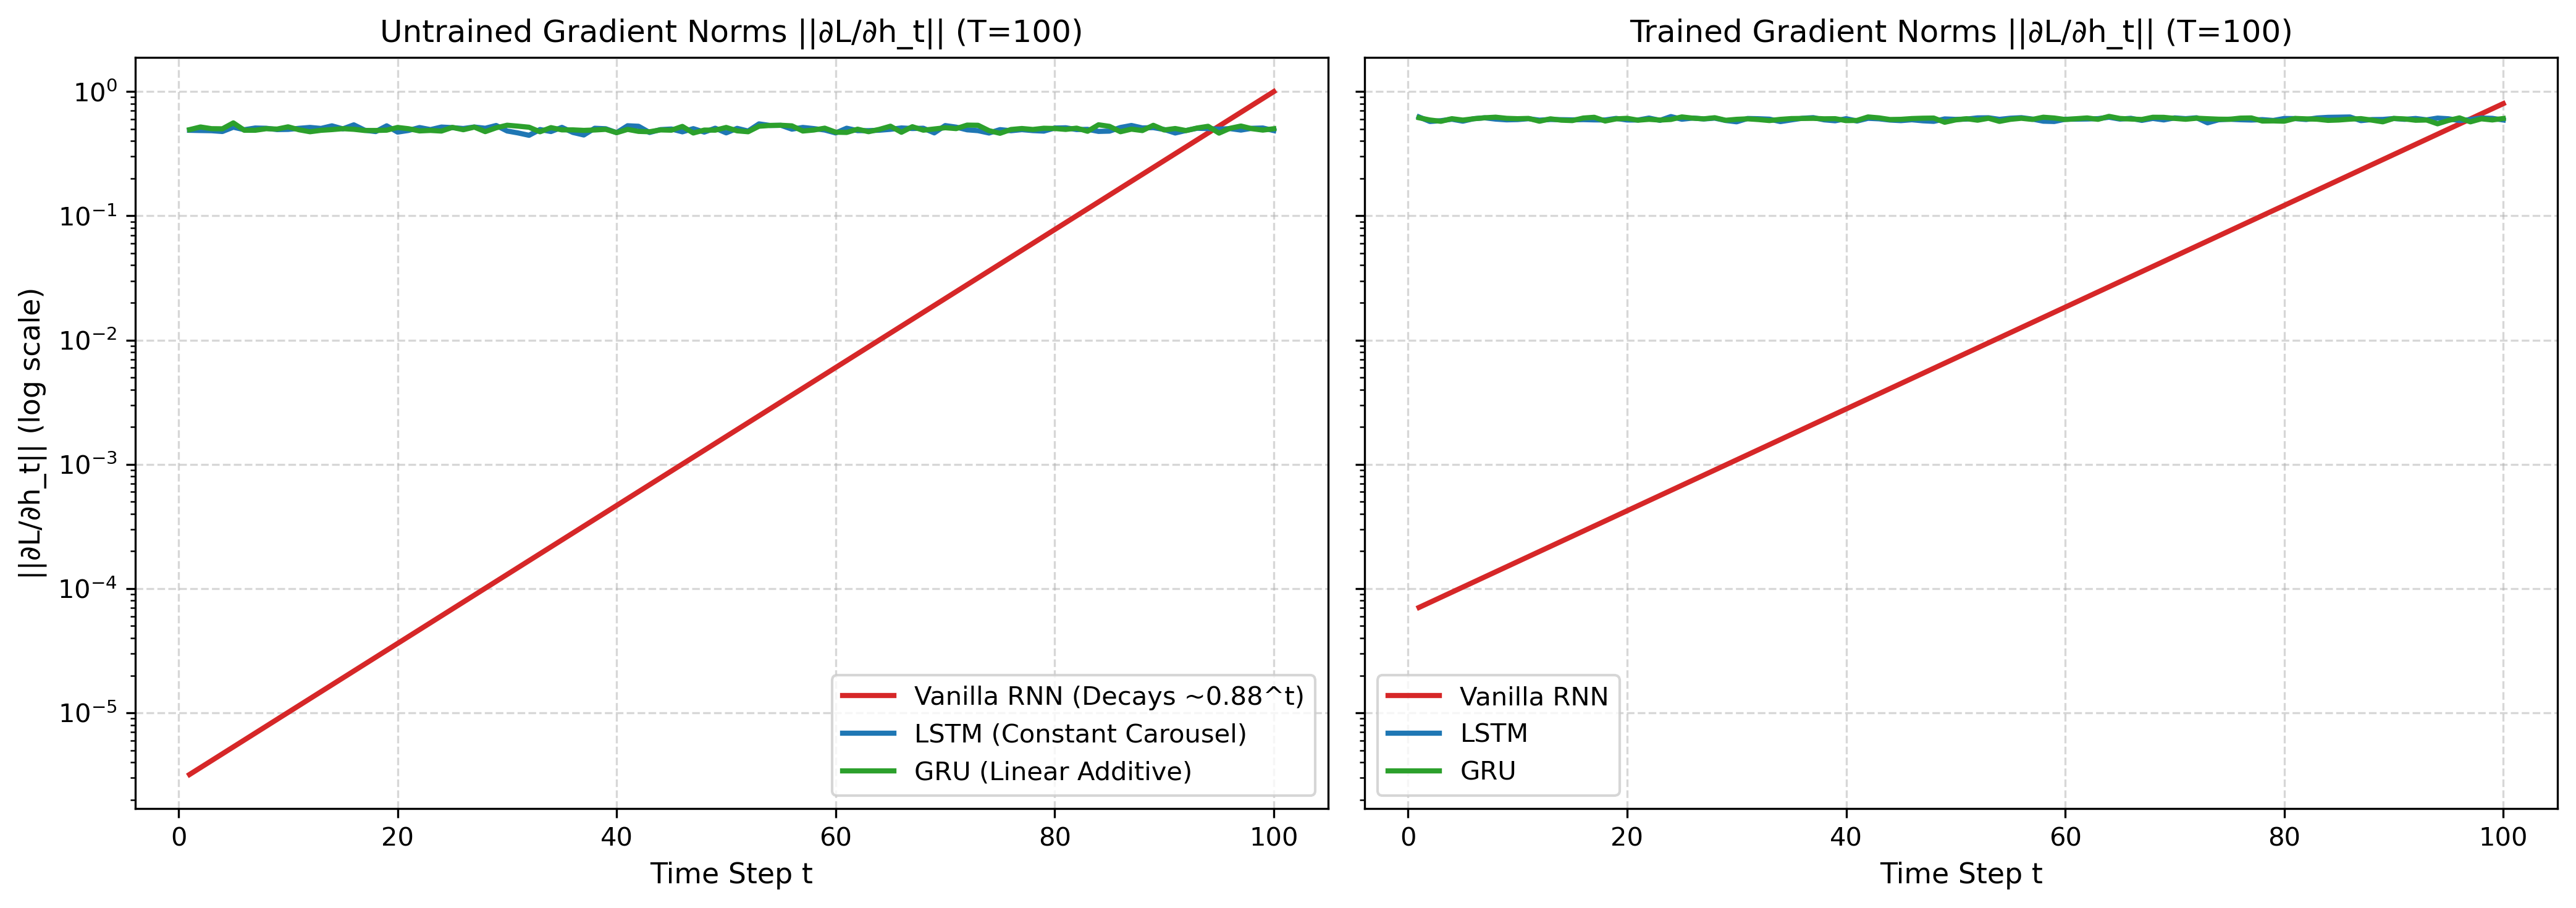 Untrained Gradient Norms ||∂L/∂h_t|| (T=100)
||∂L/∂h_t|| (log scale)
10⁰
10⁻¹
10⁻²
10⁻³
10⁻⁴
10⁻⁵
Vanilla RNN (Decays ~0.88^t)
LSTM (Constant Carousel)
GRU (Linear Additive)
0 20 40 60 80 100
Time Step t
Trained Gradient Norms ||∂L/∂h_t|| (T=100)
Vanilla RNN
LSTM
GRU
0 20 40 60 80 100
Time Step t